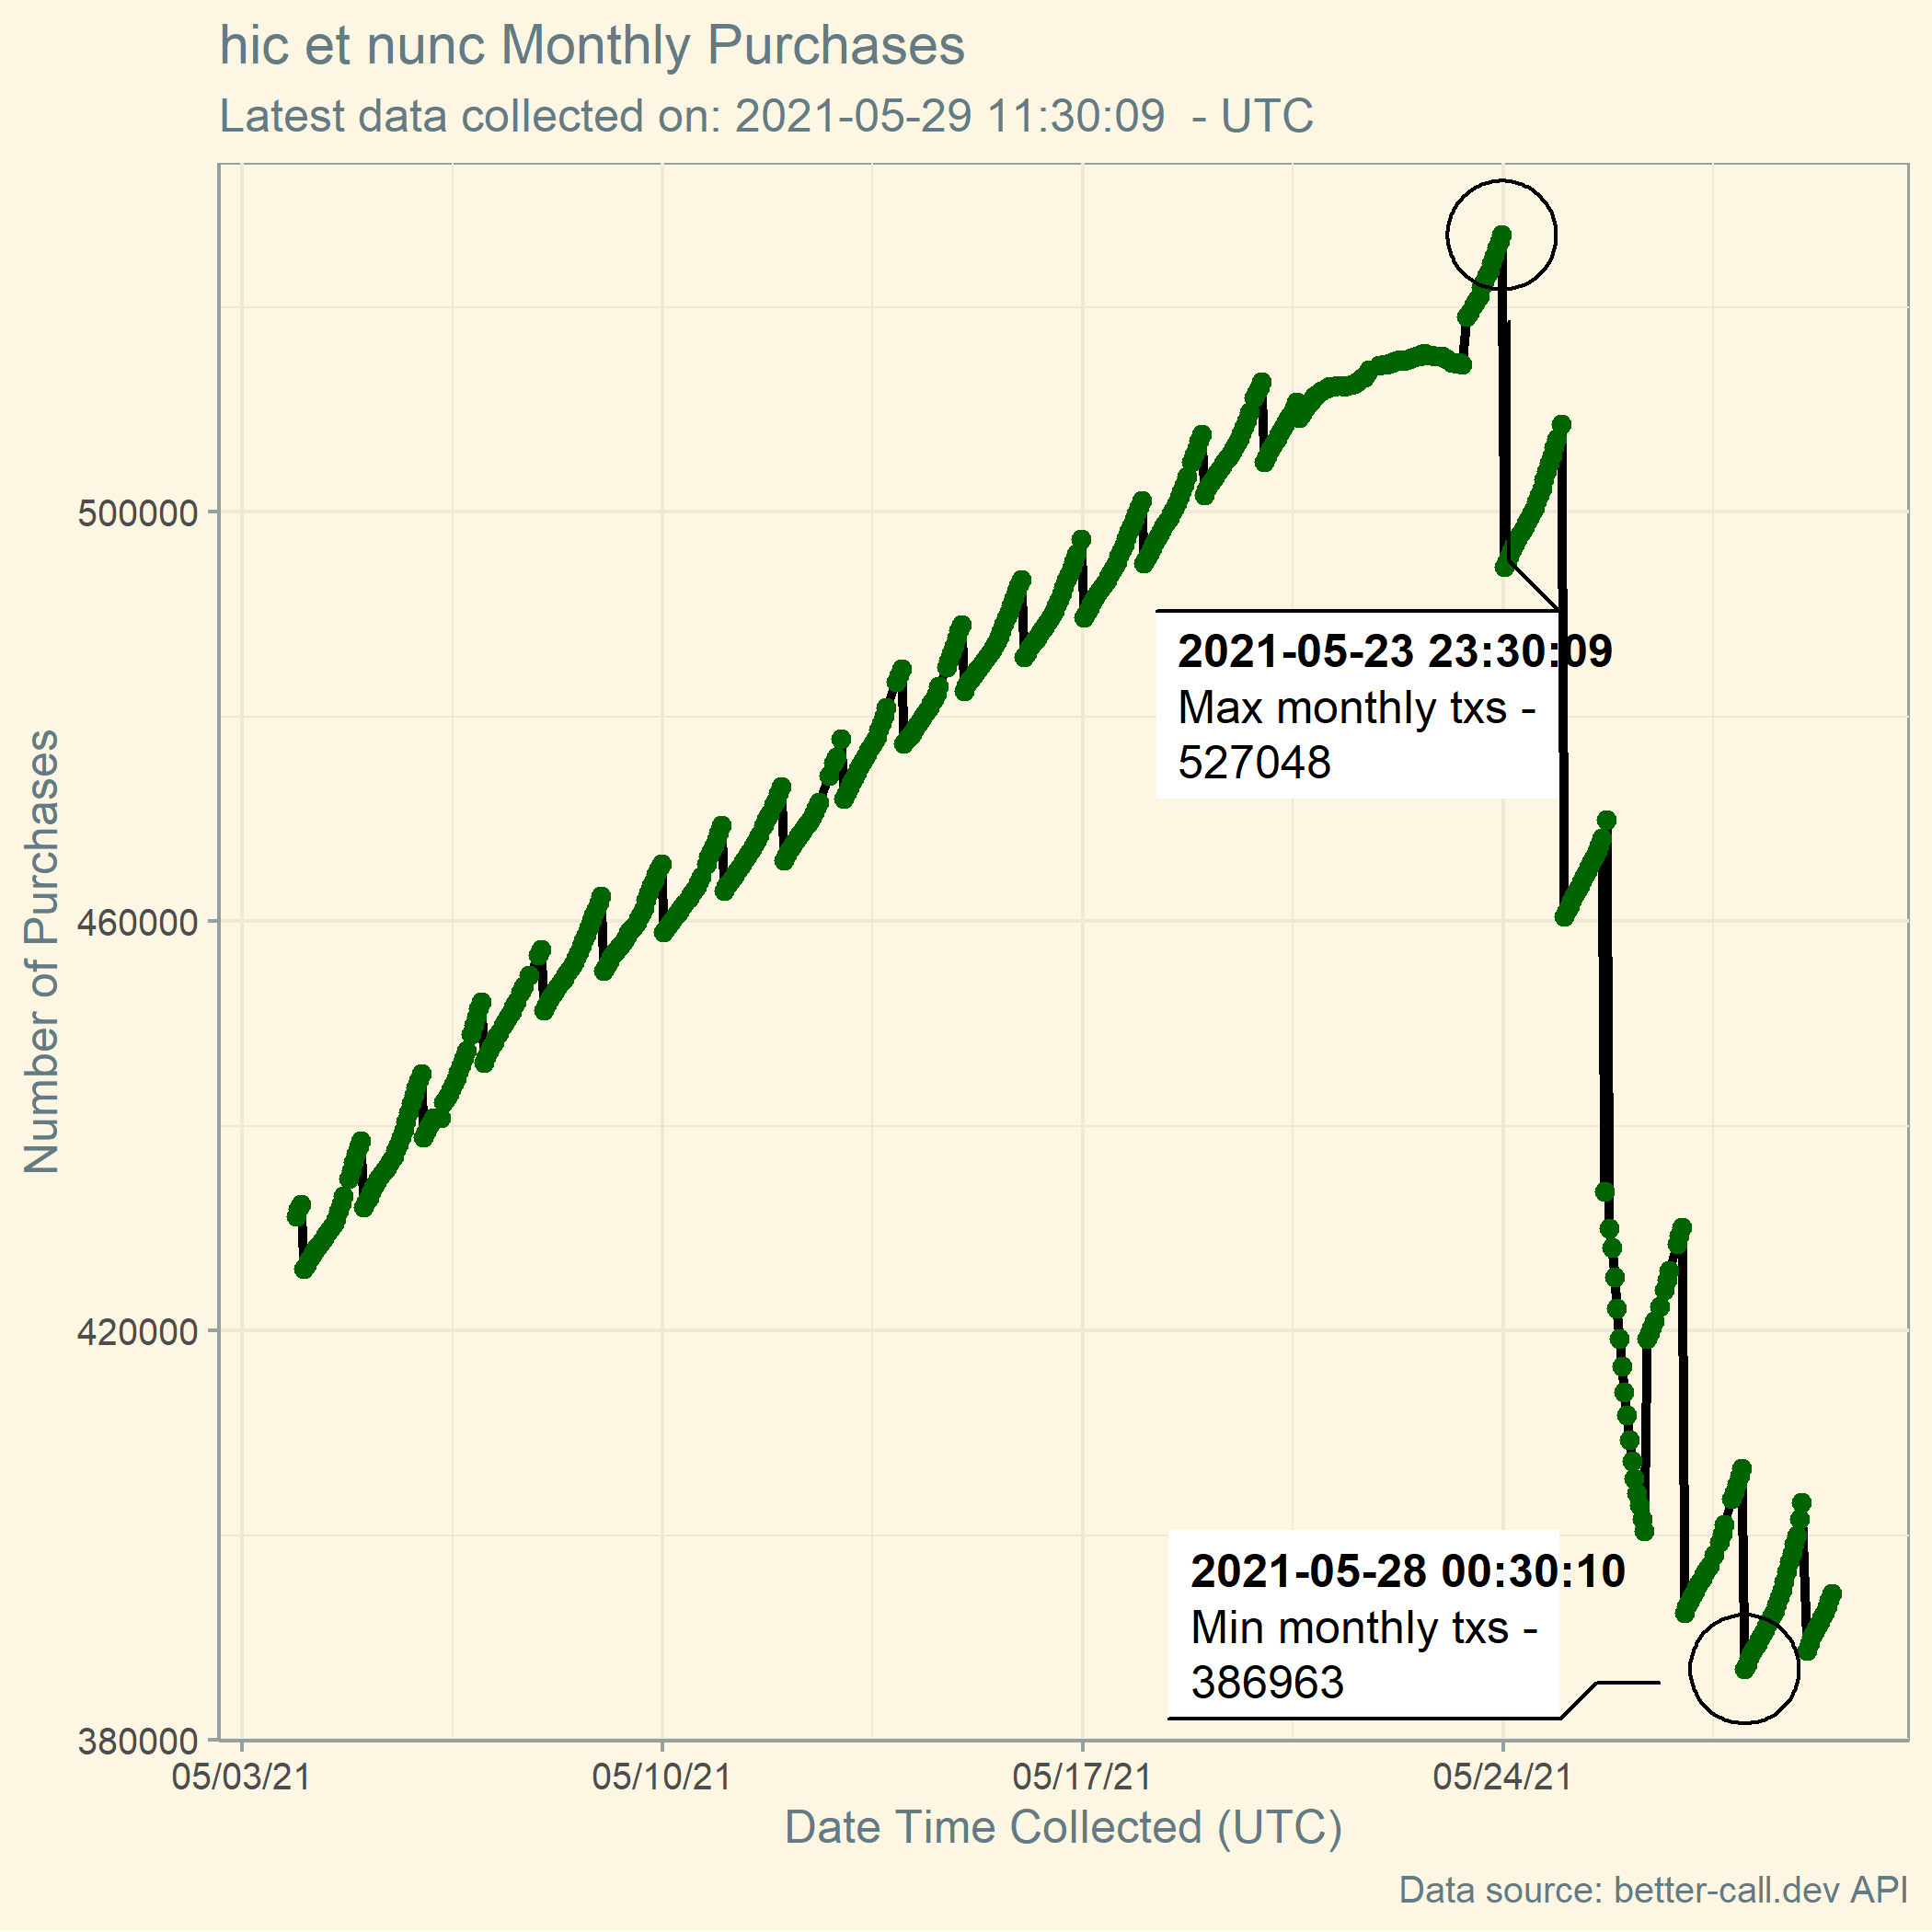 hic et nunc Monthly Purchases
Latest data collected on: 2021-05-29 11:30:09  - UTC
Number of Purchases
500000
460000
420000
380000
2021-05-23 23:30:09
Max monthly txs -
527048
2021-05-28 00:30:10
Min monthly txs -
386963
05/03/21
05/10/21
05/17/21
05/24/21
Date Time Collected (UTC)
Data source: better-call.dev API